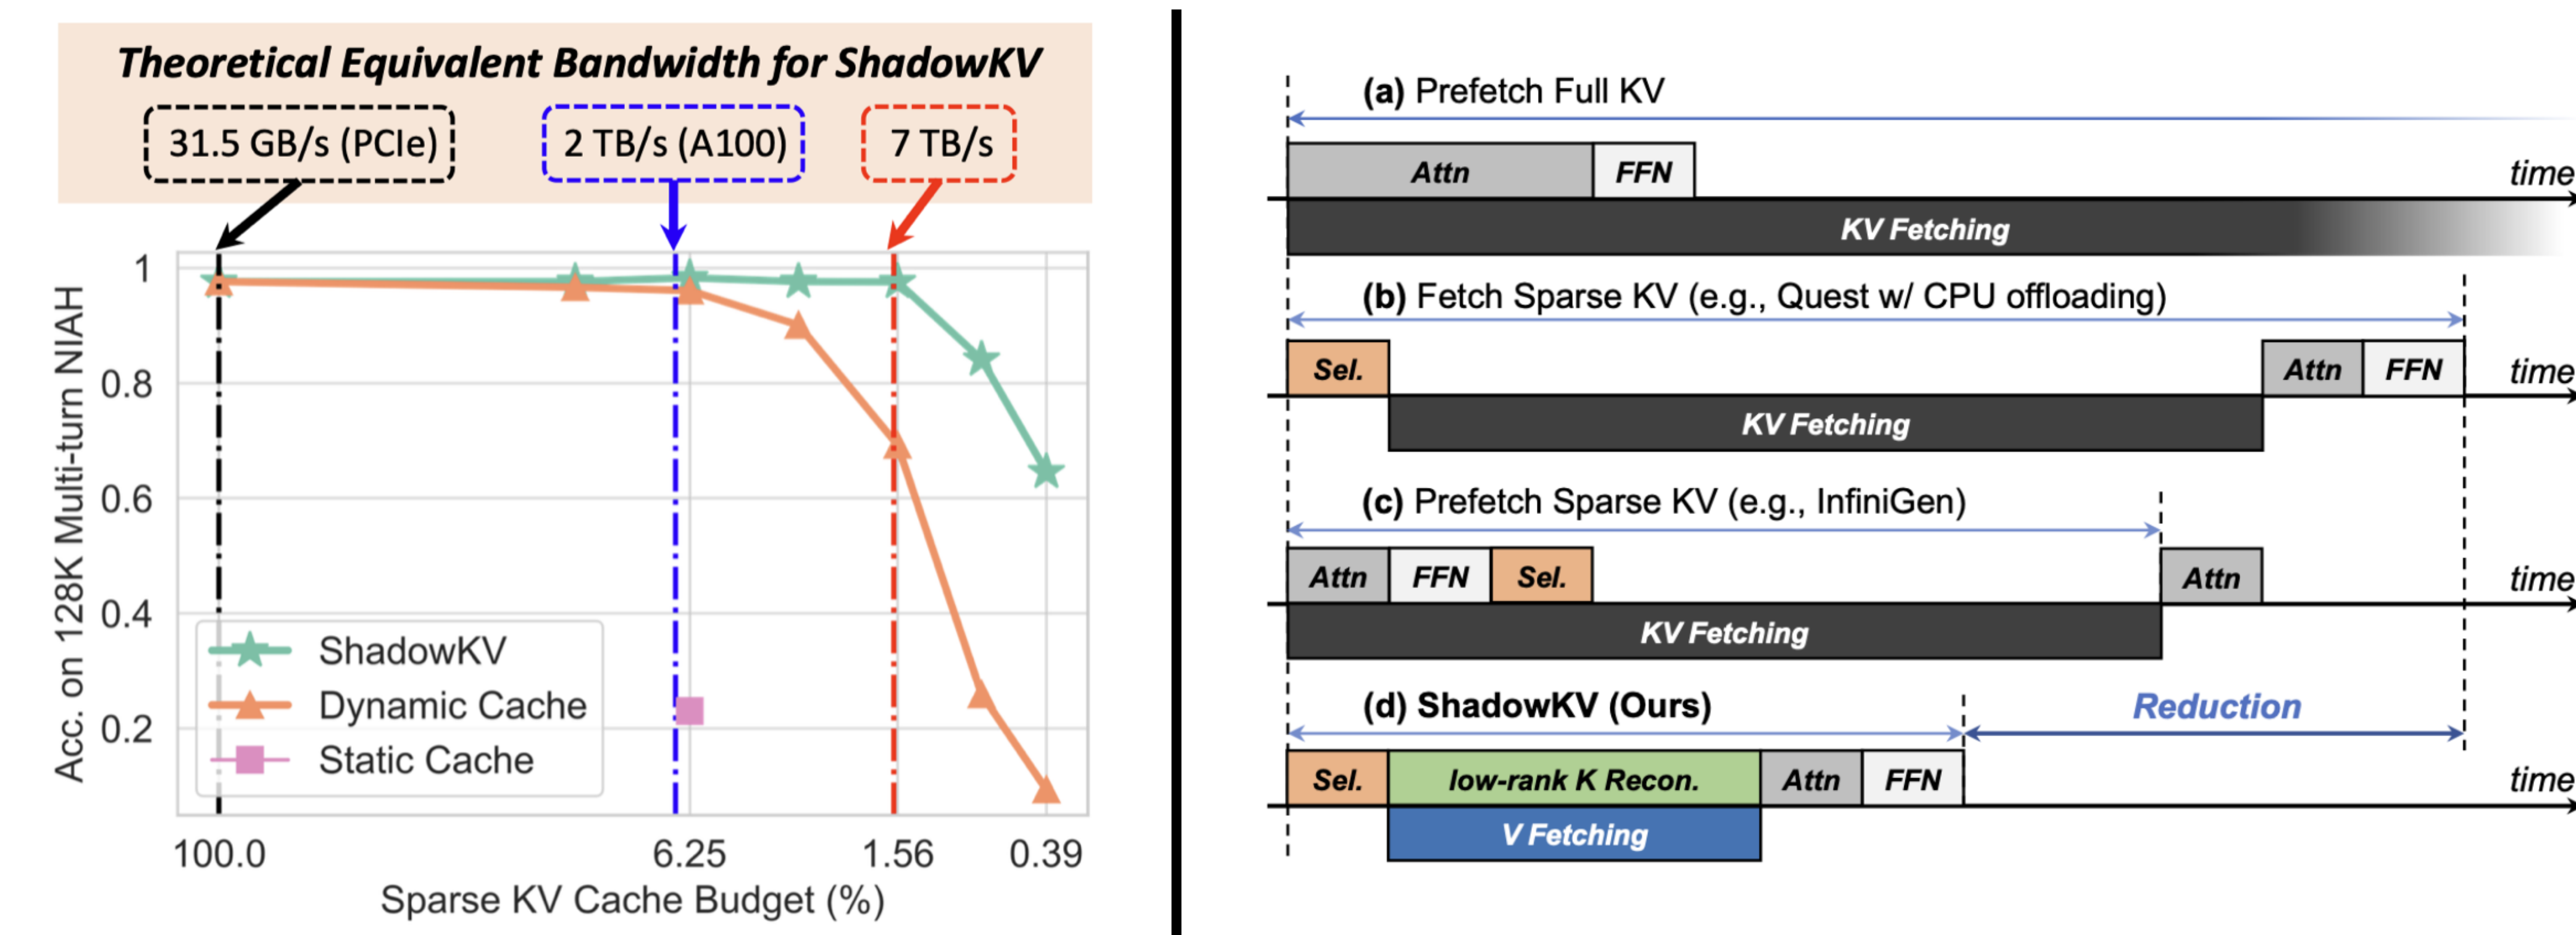 Theoretical Equivalent Bandwidth for ShadowKV
31.5 GB/s (PCIe)
2 TB/s (A100)
7 TB/s
Acc. on 128K Multi-turn NIAH
1
0.8
0.6
0.4
0.2
ShadowKV
Dynamic Cache
Static Cache
100.0
6.25
1.56
0.39
Sparse KV Cache Budget (%)
(a) Prefetch Full KV
Attn
FFN
time
KV Fetching
(b) Fetch Sparse KV (e.g., Quest w/ CPU offloading)
Sel.
Attn
FFN
time
KV Fetching
(c) Prefetch Sparse KV (e.g., InfiniGen)
Attn
FFN
Sel.
Attn
time
KV Fetching
(d) ShadowKV (Ours)
Reduction
Sel.
low-rank K Recon.
Attn
FFN
time
V Fetching